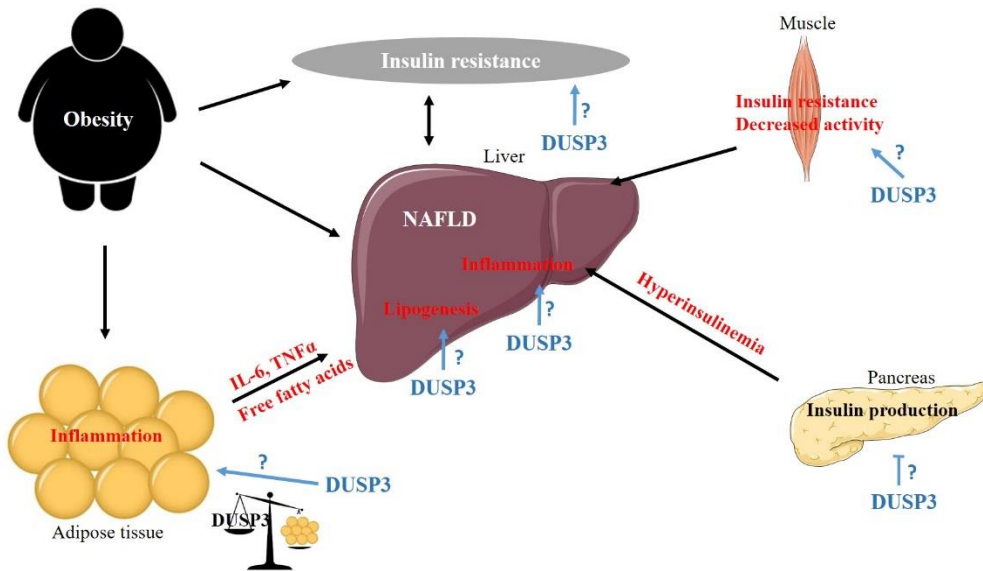 Muscle
Insulin resistance
Obesity
Insulin resistance
Decreased activity
?
DUSP3
?
DUSP3
Liver
NAFLD
Inflammation
Lipogenesis
?
DUSP3
?
DUSP3
Hyperinsulinemia
IL-6, TNFα
Free fatty acids
Pancreas
Insulin production
?
DUSP3
Inflammation
?
DUSP3
DUSP3
Adipose tissue